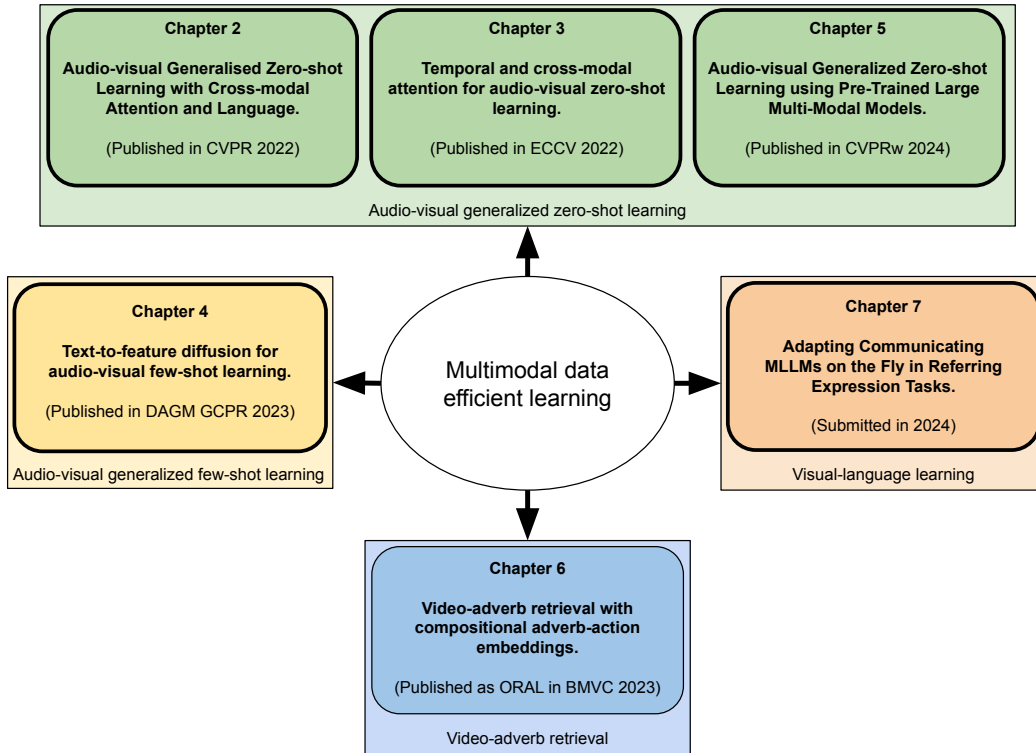 Chapter 2
Audio-visual Generalised Zero-shot
Learning with Cross-modal
Attention and Language.
(Published in CVPR 2022)
Chapter 3
Temporal and cross-modal
attention for audio-visual zero-shot
learning.
(Published in ECCV 2022)
Chapter 5
Audio-visual Generalized Zero-shot
Learning using Pre-Trained Large
Multi-Modal Models.
(Published in CVPRw 2024)
Audio-visual generalized zero-shot learning
Chapter 4
Text-to-feature diffusion for
audio-visual few-shot learning.
(Published in DAGM GCPR 2023)
Audio-visual generalized few-shot learning
Multimodal data
efficient learning
Chapter 7
Adapting Communicating
MLLMs on the Fly in Referring
Expression Tasks.
(Submitted in 2024)
Visual-language learning
Chapter 6
Video-adverb retrieval with
compositional adverb-action
embeddings.
(Published as ORAL in BMVC 2023)
Video-adverb retrieval